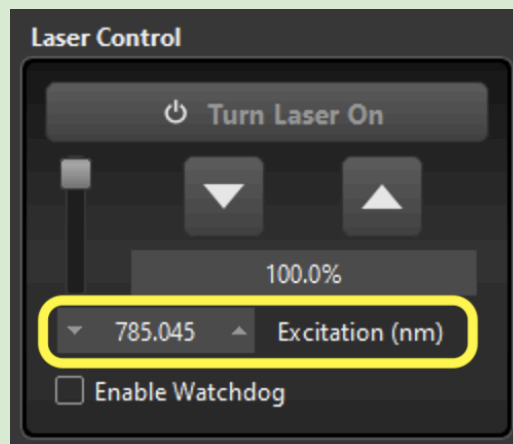 Laser Control
Turn Laser On
100.0%
785.045 Excitation (nm)
Enable Watchdog